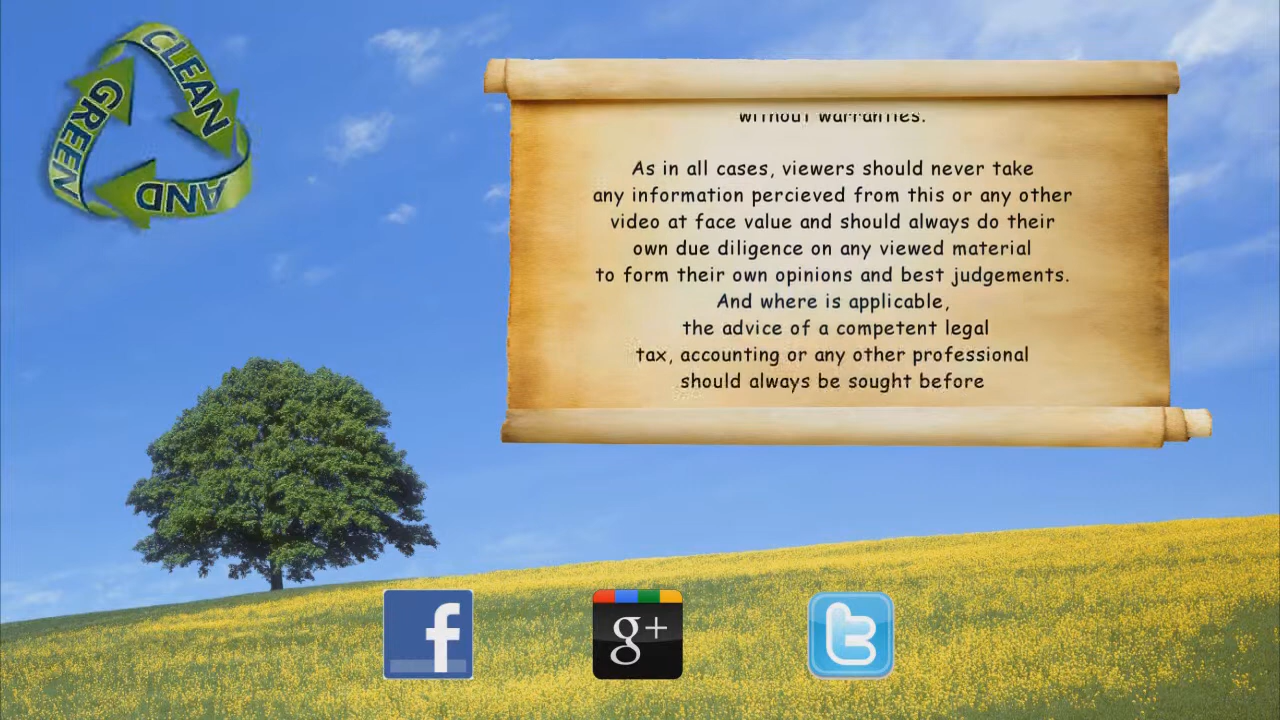 CLEAN
AND
GREEN
without warranties.
As in all cases, viewers should never take
any information percieved from this or any other
video at face value and should always do their
own due diligence on any viewed material
to form their own opinions and best judgements.
And where is applicable,
the advice of a competent legal
tax, accounting or any other professional
should always be sought before
f
g+
t